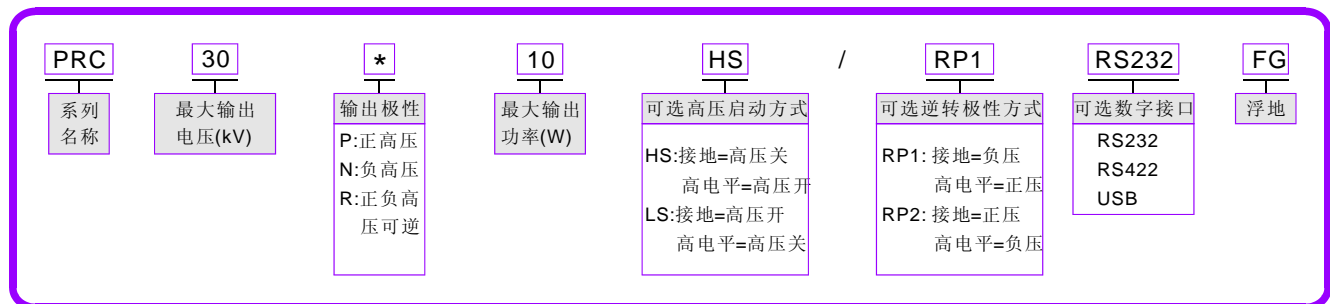 PRC 30 * 10 HS / RP1 RS232 FG
系列
名称
最大输出
电压(kV)
输出极性
P:正高压
N:负高压
R:正负高
压可逆
最大输出
功率(W)
可选高压启动方式
HS:接地=高压关
高电平=高压开
LS:接地=高压开
高电平=高压关
可选逆转极性方式
RP1: 接地=负压
高电平=正压
RP2: 接地=正压
高电平=负压
可选数字接口
RS232
RS422
USB
浮地